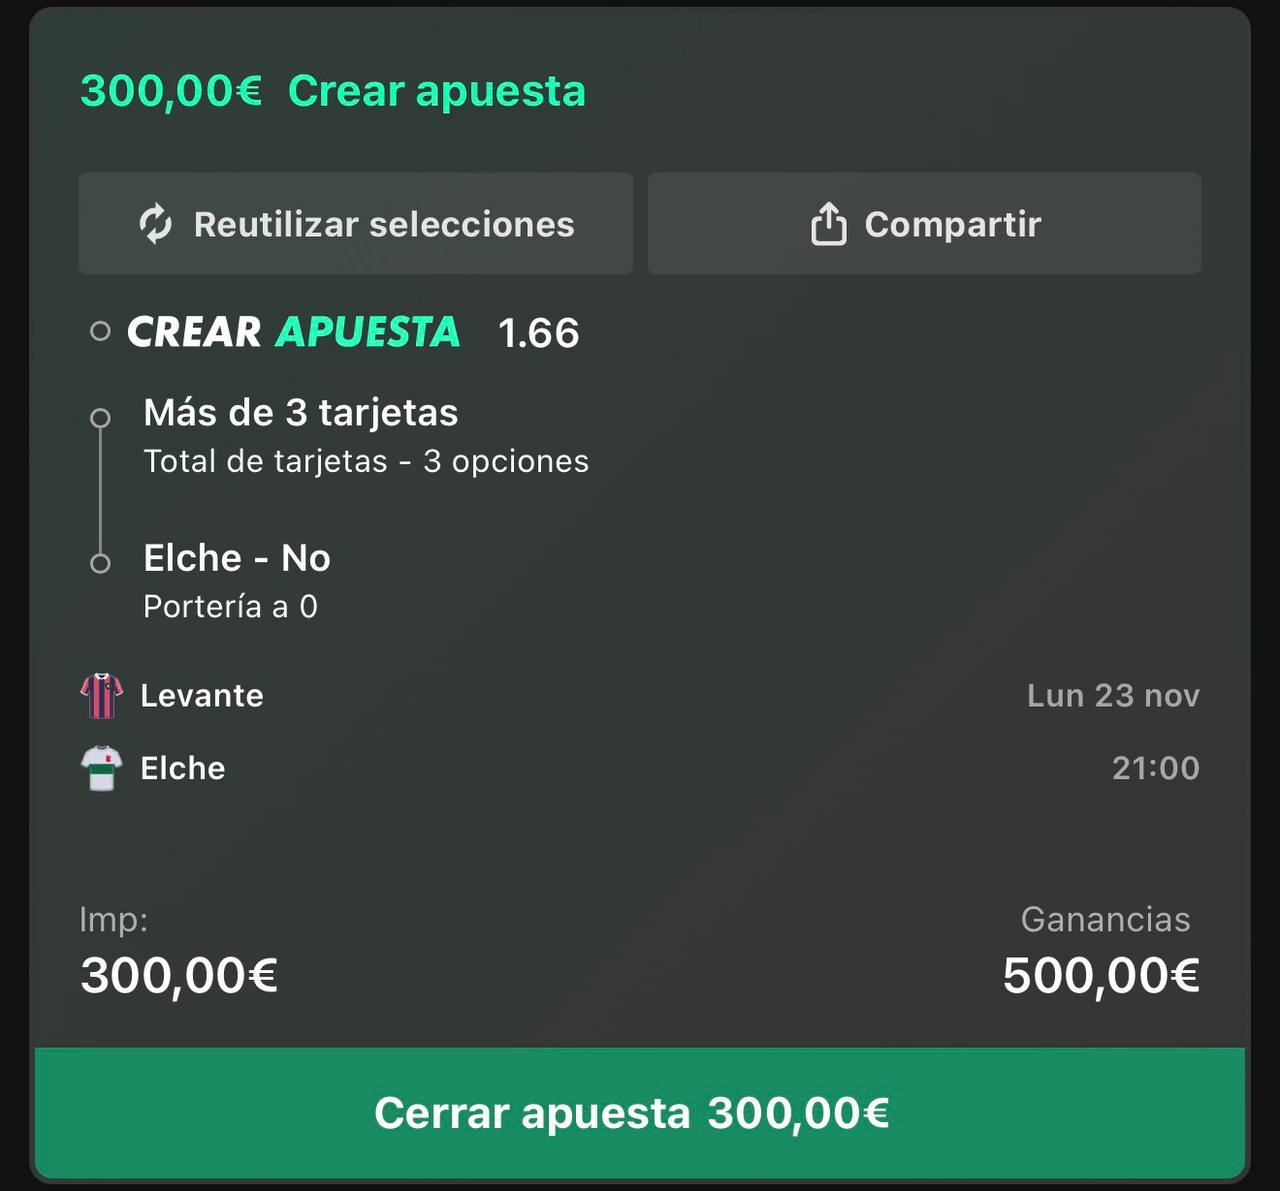 300,00€ Crear apuesta
Reutilizar selecciones
Compartir
CREAR APUESTA 1.66
Más de 3 tarjetas
Total de tarjetas - 3 opciones
Elche - No
Portería a 0
Levante
Lun 23 nov
Elche
21:00
Imp:
Ganancias
300,00€
500,00€
Cerrar apuesta 300,00€